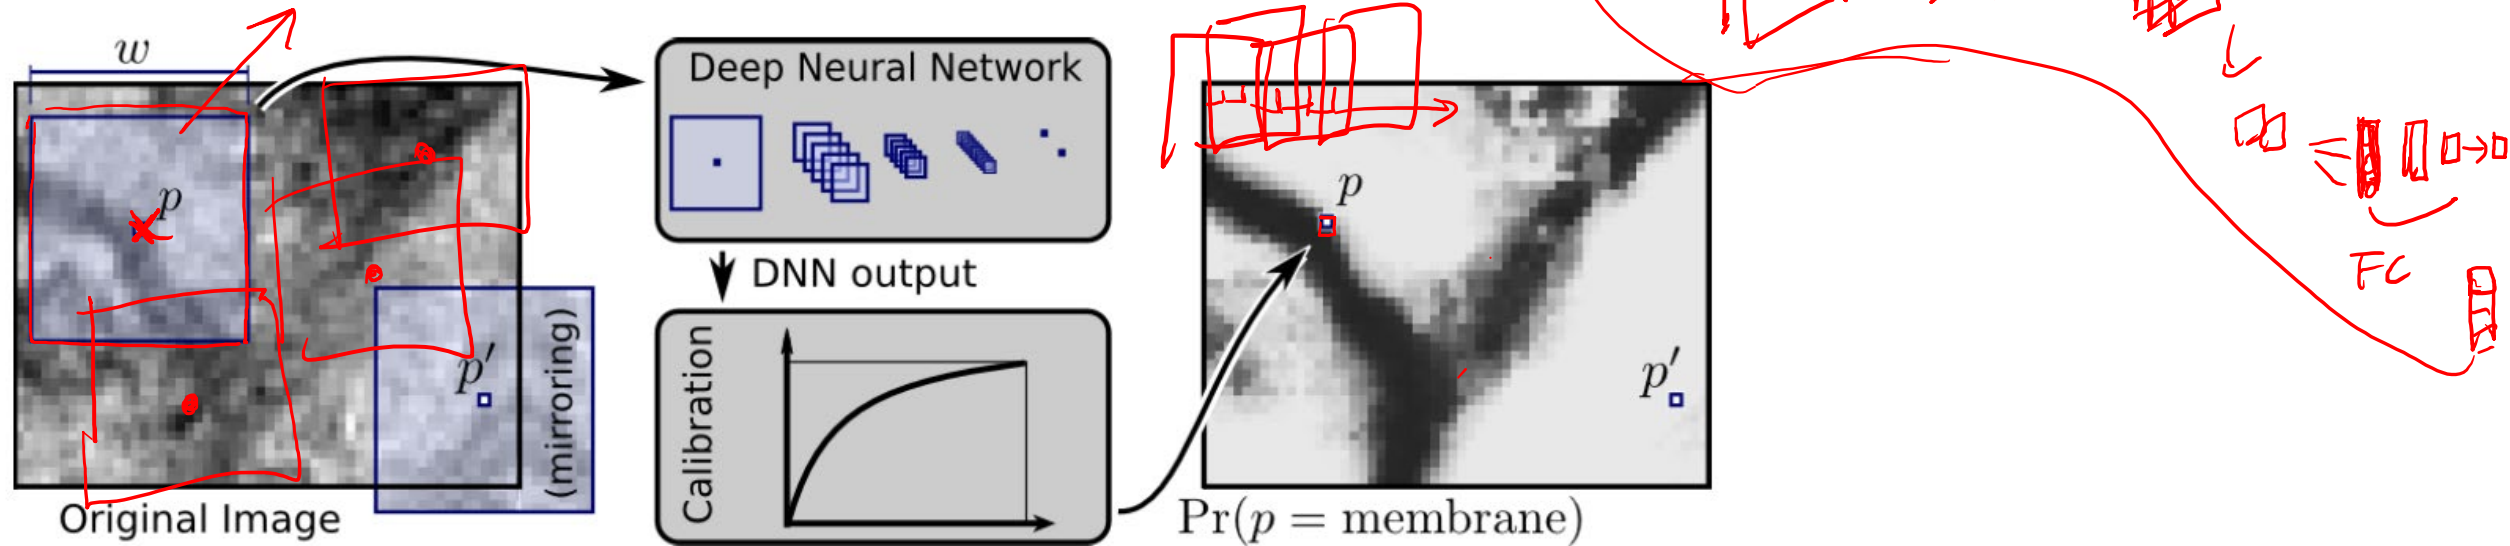 w
p
Original Image
p′
(mirroring)
Deep Neural Network
DNN output
Calibration
p
p′
Pr(p = membrane)
FC